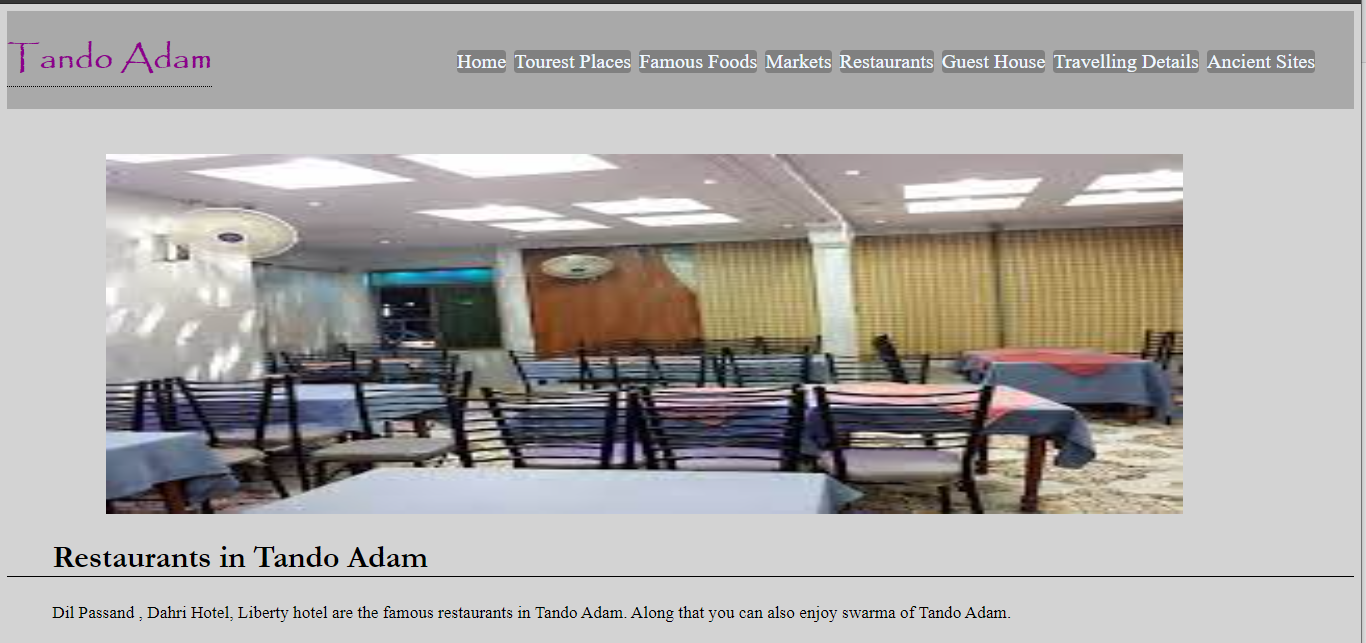 Tando Adam
Home Tourest Places Famous Foods Markets Restaurants Guest House Travelling Details Ancient Sites
Restaurants in Tando Adam
Dil Passand , Dahri Hotel, Liberty hotel are the famous restaurants in Tando Adam. Along that you can also enjoy swarma of Tando Adam.